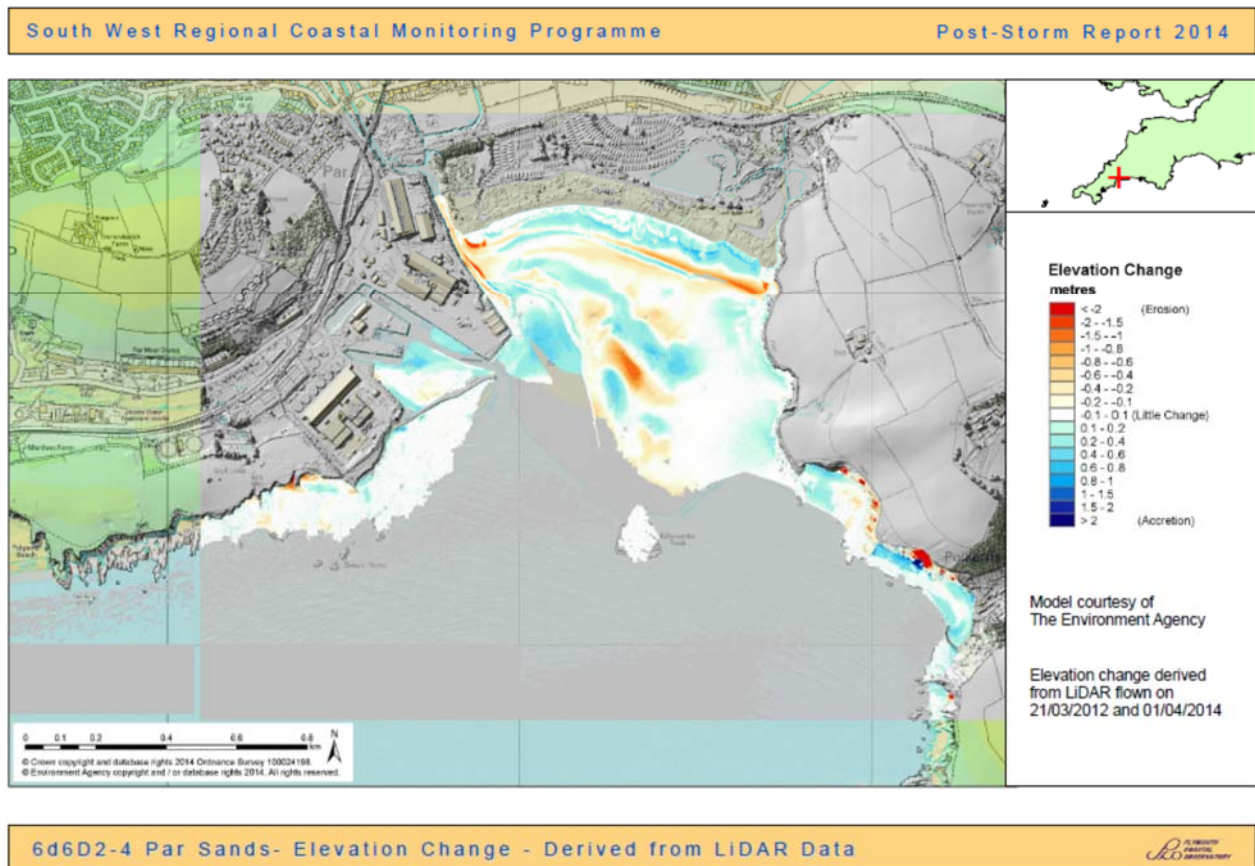 South West Regional Coastal Monitoring Programme
Post-Storm Report 2014
Par
Polkerris
Elevation Change
metres
< -2 (Erosion)
-2 - -1.5
-1.5 - -1
-1 - -0.8
-0.8 - -0.6
-0.6 - -0.4
-0.4 - -0.2
-0.2 - -0.1
-0.1 - 0.1 (Little Change)
0.1 - 0.2
0.2 - 0.4
0.4 - 0.6
0.6 - 0.8
0.8 - 1
1 - 1.5
1.5 - 2
> 2 (Accretion)
Model courtesy of
The Environment Agency
Elevation change derived
from LiDAR flown on
21/03/2012 and 01/04/2014
0 0.1 0.2 0.4 0.6 0.8
km
N
© Crown copyright and database rights 2014 Ordnance Survey 100024198.
© Environment Agency copyright and / or database rights 2014. All rights reserved.
6d6D2-4 Par Sands- Elevation Change - Derived from LiDAR Data
PLYMOUTH
COASTAL
OBSERVATORY